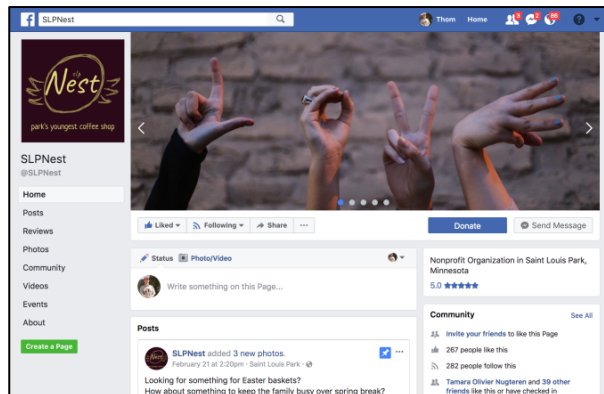 SLPNest
Thom Home 3 2 86
slp
Nest
park's youngest coffee shop
SLPNest
@SLPNest
Home
Posts
Reviews
Photos
Community
Videos
Events
About
Create a Page
Liked Following Share
Donate
Send Message
Status Photo/Video
Write something on this Page...
Posts
SLPNest added 3 new photos.
February 21 at 2:20pm · Saint Louis Park ·
Looking for something for Easter baskets?
How about something to keep the family busy over spring break?
Nonprofit Organization in Saint Louis Park,
Minnesota
5.0 ★★★★★
Community
See All
Invite your friends to like this Page
267 people like this
282 people follow this
Tamara Olivier Nugteren and 39 other
friends like this or have checked in